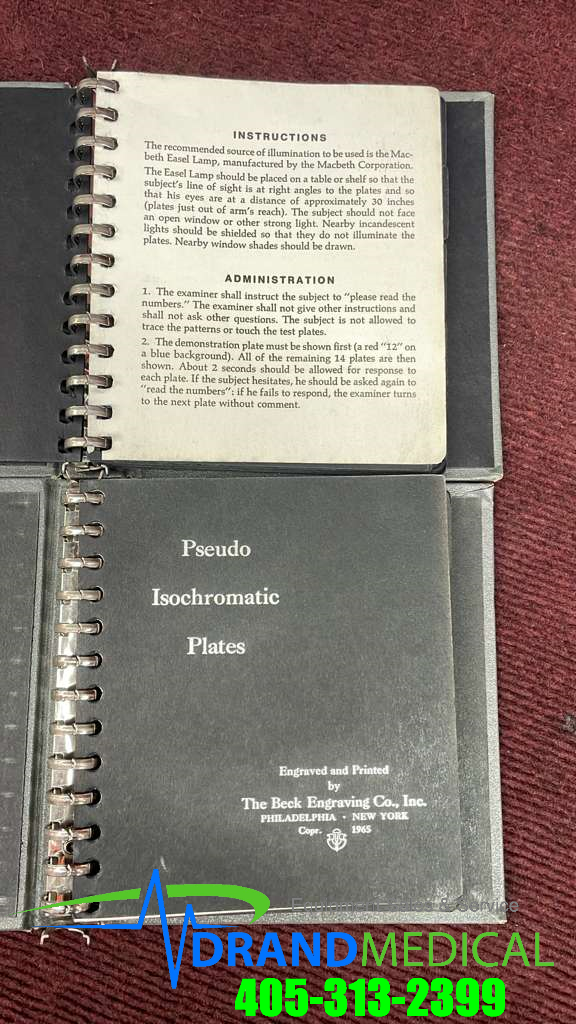 INSTRUCTIONS
The recommended source of illumination to be used is the Mac-
beth Easel Lamp, manufactured by the Macbeth Corporation.
The Easel Lamp should be placed on a table or shelf so that the
subject's line of sight is at right angles to the plates and so
that his eyes are at a distance of approximately 30 inches
(plates just out of arm's reach). The subject should not face
an open window or other strong light. Nearby incandescent
lights should be shielded so that they do not illuminate the
plates. Nearby window shades should be drawn.
ADMINISTRATION
1. The examiner shall instruct the subject to "please read the
numbers." The examiner shall not give other instructions and
shall not ask other questions. The subject is not allowed to
trace the patterns or touch the test plates.
2. The demonstration plate must be shown first (a red "12" on
a blue background). All of the remaining 14 plates are then
shown. About 2 seconds should be allowed for response to
each plate. If the subject hesitates, he should be asked again to
"read the numbers"; if he fails to respond, the examiner turns
to the next plate without comment.
Pseudo
Isochromatic
Plates
Engraved and Printed
by
The Beck Engraving Co., Inc.
PHILADELPHIA · NEW YORK
Copr. 1965
& Service
DRANDMEDICAL
405-313-2399